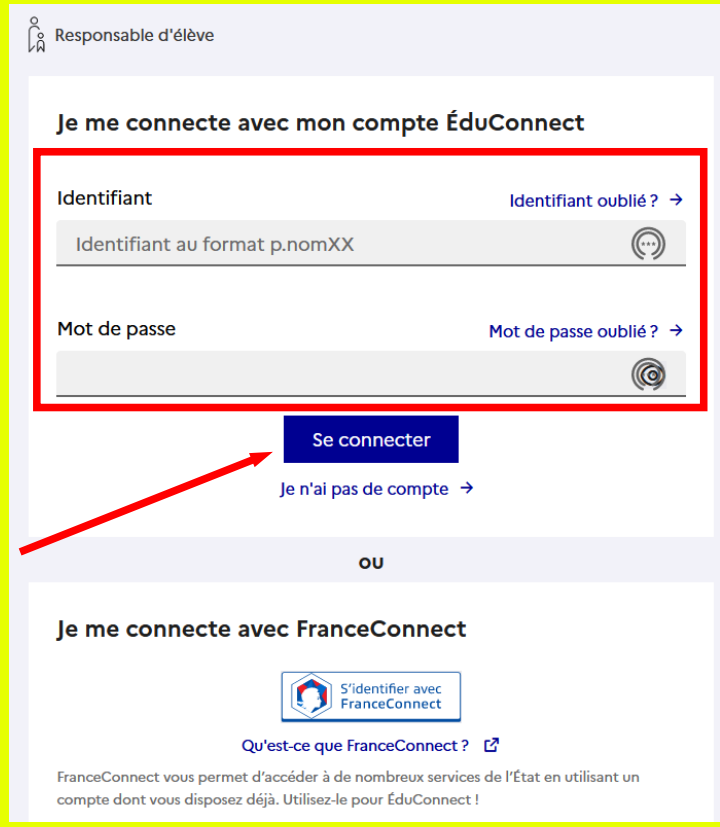 Responsable d'élève
Je me connecte avec mon compte ÉduConnect
Identifiant
Identifiant oublié ? →
Identifiant au format p.nomXX
Mot de passe
Mot de passe oublié ? →
Se connecter
Je n'ai pas de compte →
OU
Je me connecte avec FranceConnect
S'identifier avec
FranceConnect
Qu'est-ce que FranceConnect ?
FranceConnect vous permet d'accéder à de nombreux services de l'État en utilisant un
compte dont vous disposez déjà. Utilisez-le pour ÉduConnect !